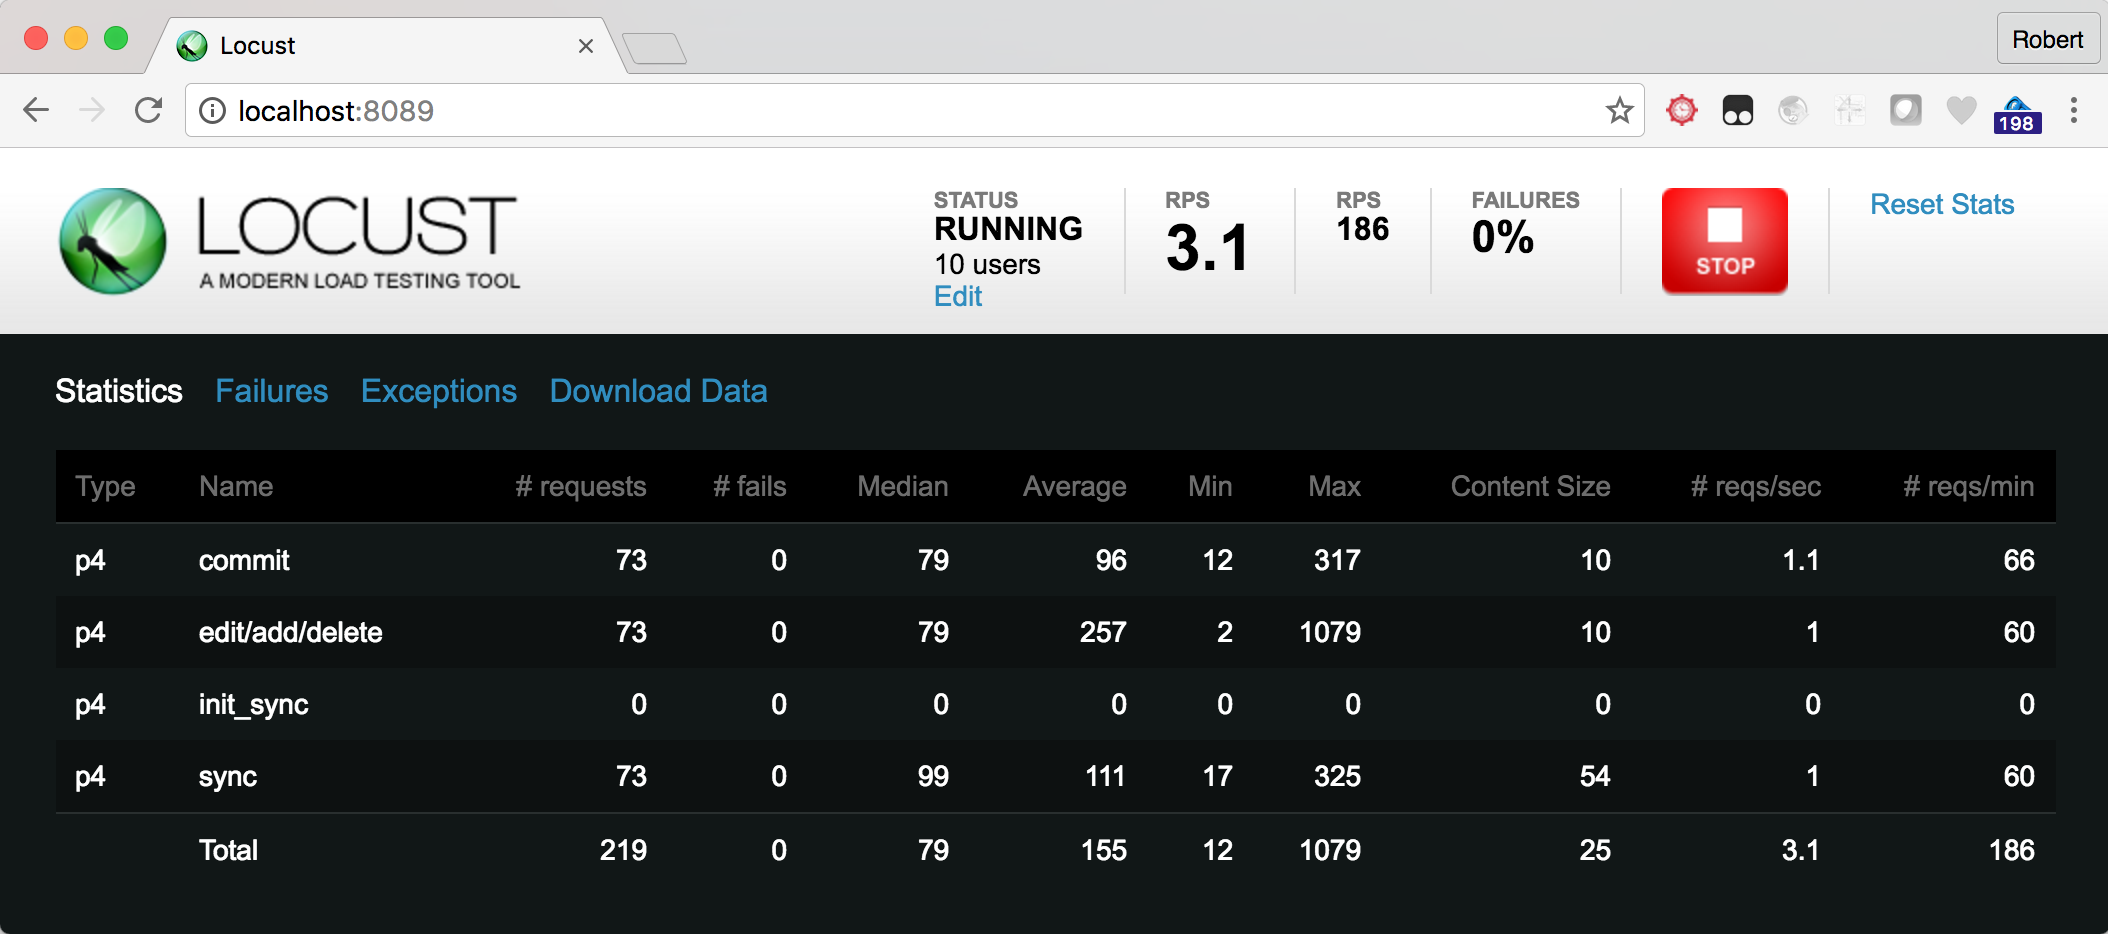 Locust
Robert
localhost:8089
198
LOCUST
A MODERN LOAD TESTING TOOL
STATUS
RUNNING
10 users
Edit
RPS
3.1
RPS
186
FAILURES
0%
STOP
Reset Stats
Statistics Failures Exceptions Download Data
Type Name # requests # fails Median Average Min Max Content Size # reqs/sec # reqs/min
p4 commit 73 0 79 96 12 317 10 1.1 66
p4 edit/add/delete 73 0 79 257 2 1079 10 1 60
p4 init_sync 0 0 0 0 0 0 0 0 0
p4 sync 73 0 99 111 17 325 54 1 60
Total 219 0 79 155 12 1079 25 3.1 186